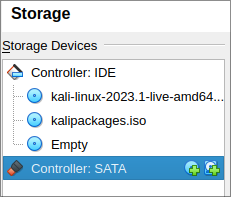 Storage
Storage Devices
Controller: IDE
kali-linux-2023.1-live-amd64...
kalipackages.iso
Empty
Controller: SATA